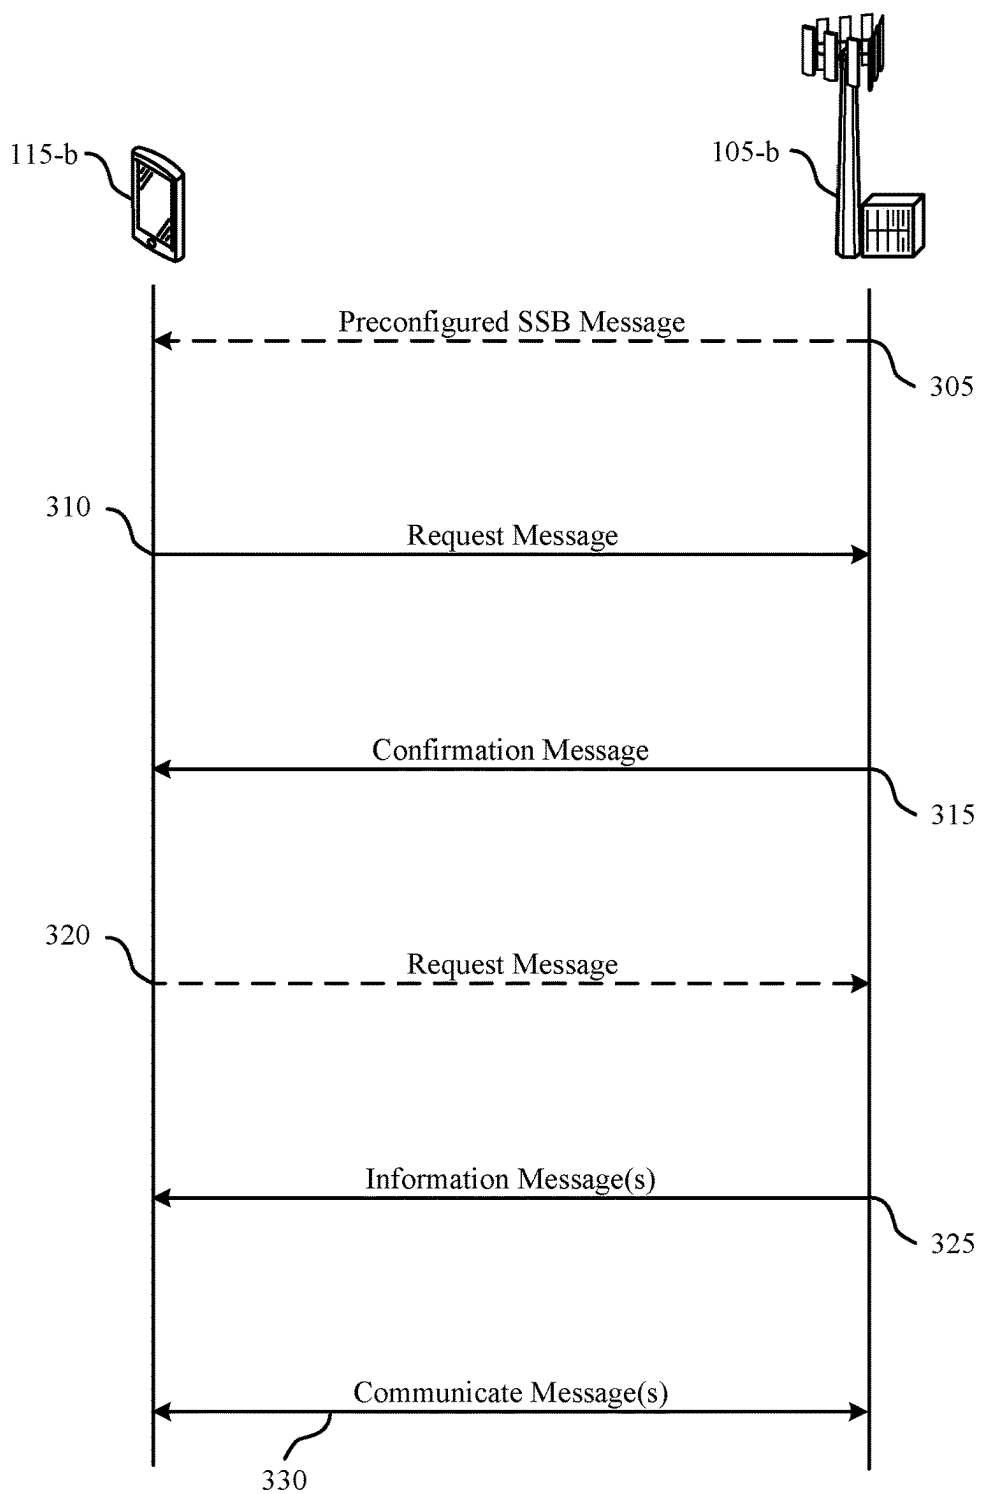 115-b
105-b
Preconfigured SSB Message
305
310
Request Message
Confirmation Message
315
320
Request Message
Information Message(s)
325
Communicate Message(s)
330